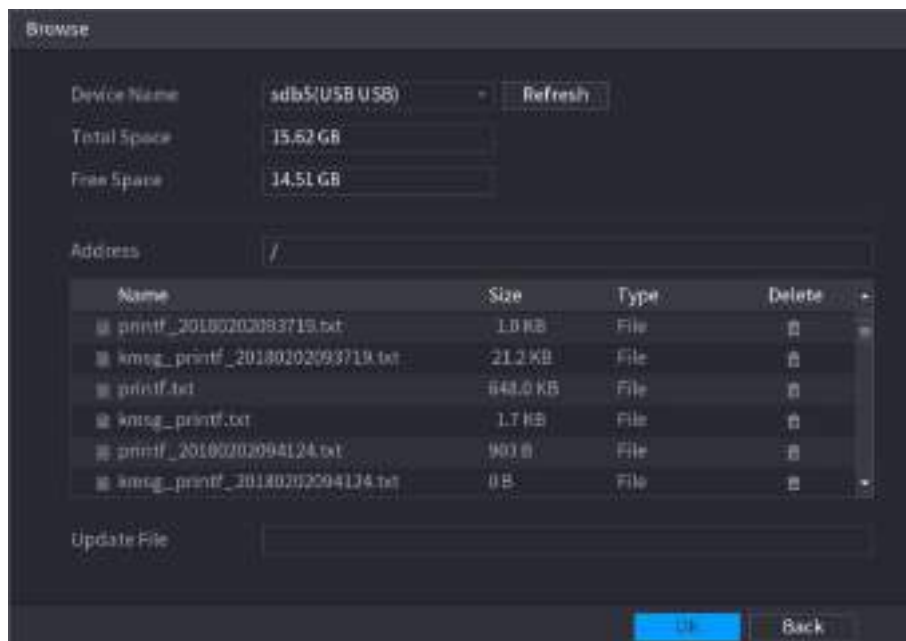 Browse
Device Name sdb5(USB USB) Refresh
Total Space 15.62 GB
Free Space 14.51 GB
Address /
Name Size Type Delete
printf_20180202093719.txt 1.0 KB File
kmsg_printf_20180202093719.txt 21.2 KB File
printf.txt 648.0 KB File
kmsg_printf.txt 1.7 KB File
printf_20180202094124.txt 903 B File
kmsg_printf_20180202094124.txt 0 B File
Update File
Back